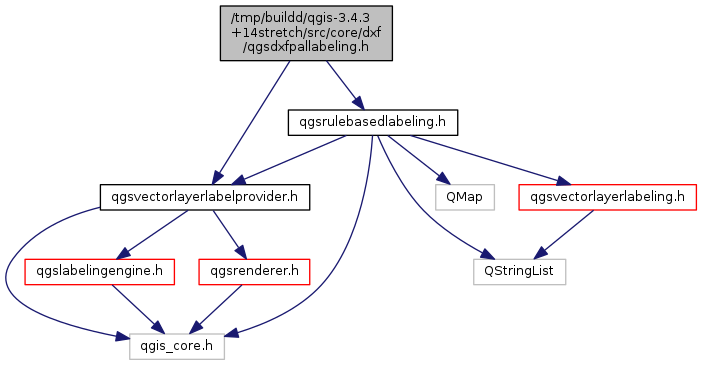 /tmp/buildd/qgis-3.4.3
+14stretch/src/core/dxf
/qgsdxfpallabeling.h
qgsrulebasedlabeling.h
qgsvectorlayerlabelprovider.h
QMap
qgsvectorlayerlabeling.h
qgslabelingengine.h
qgsrenderer.h
QStringList
qgis_core.h